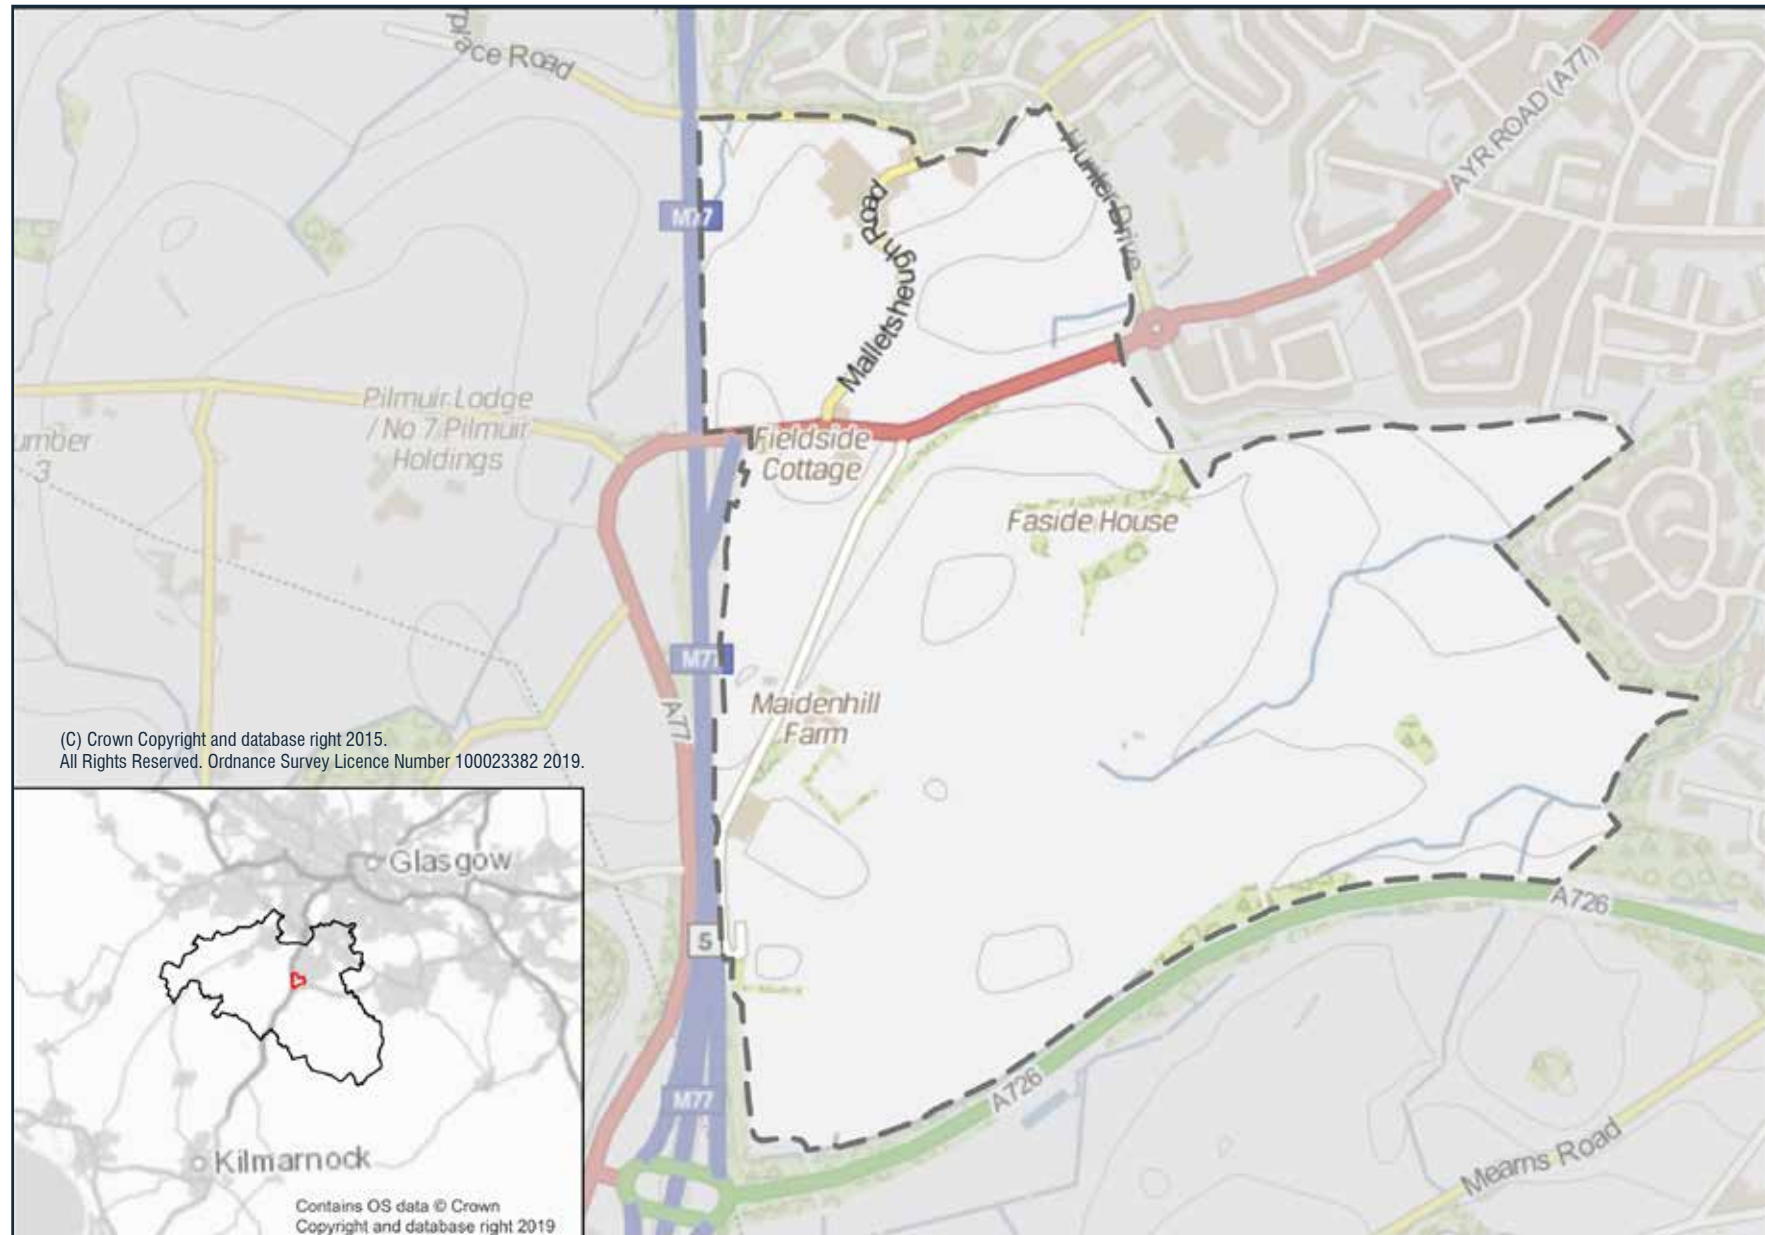 place Road
AYR ROAD (A77)
Hunter Drive
M77
Malletsheugh Road
Pilmuir Lodge
/ No 7 Pilmuir
Holdings
umber
3
Fieldside
Cottage
Faside House
M77
A77
Maidenhill
Farm
(C) Crown Copyright and database right 2015.
All Rights Reserved. Ordnance Survey Licence Number 100023382 2019.
Glasgow
Kilmarnock
Contains OS data © Crown
Copyright and database right 2019
5
A726
A726
M77
Mearns Road